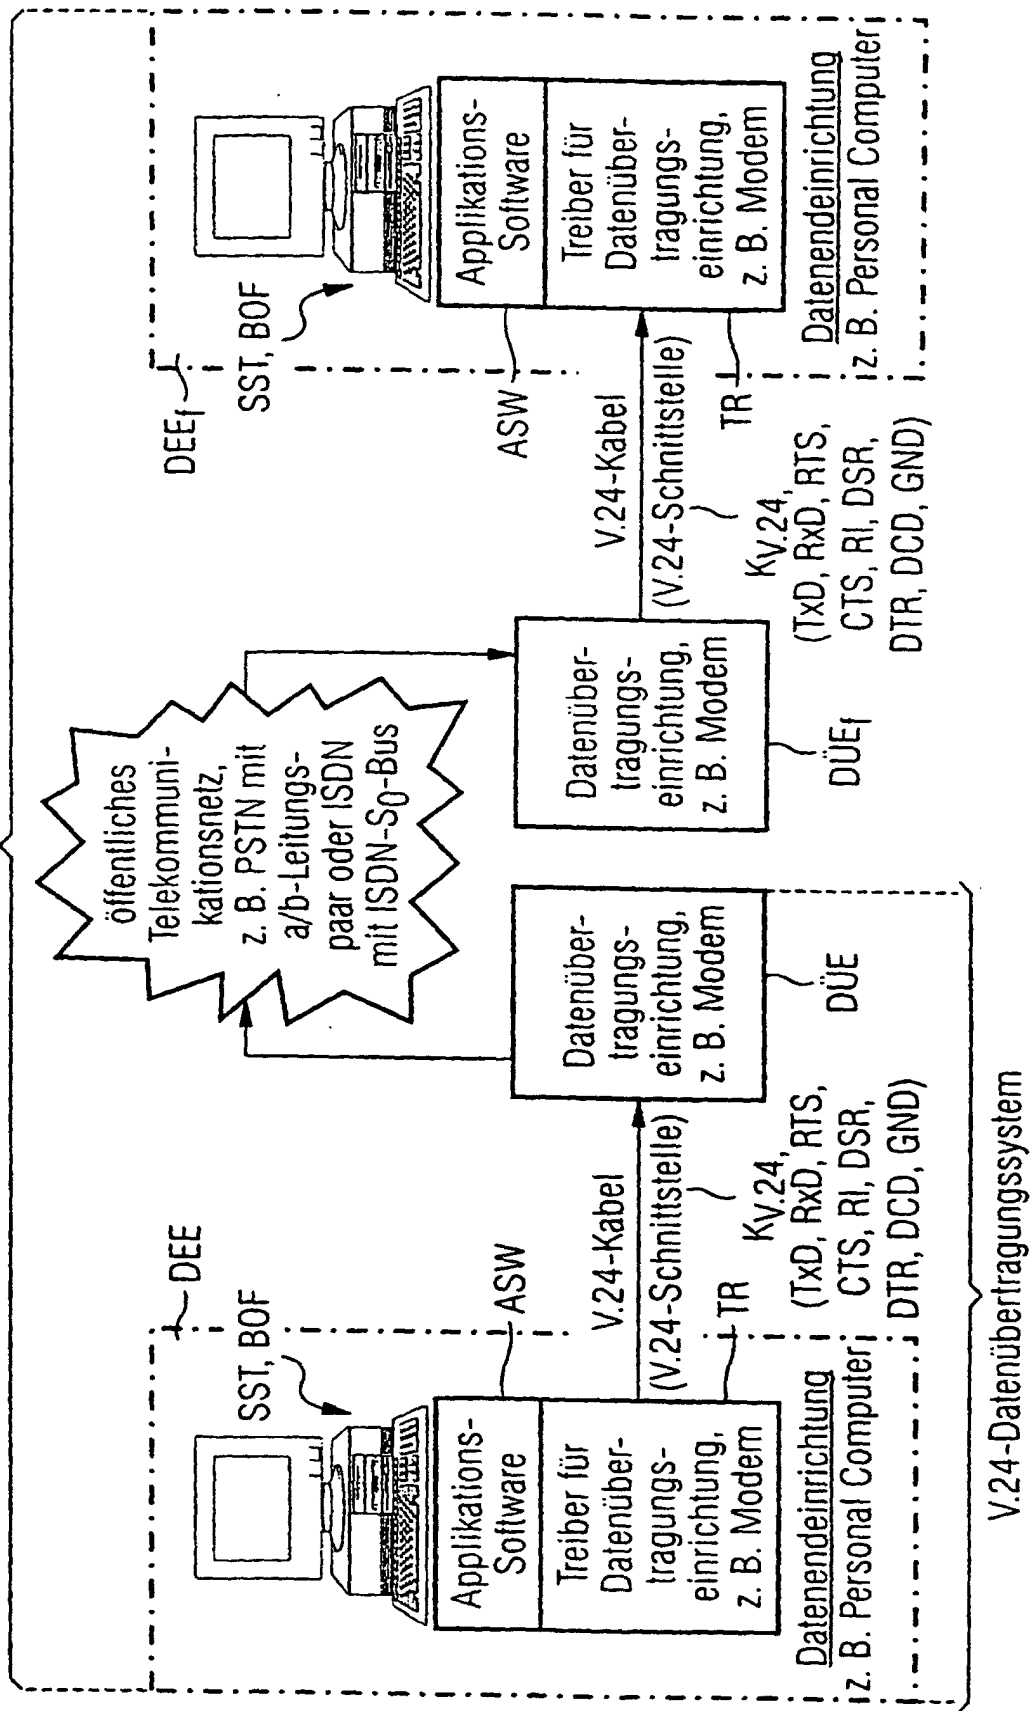 DEE
SST, BOF
Applikations-
Software
ASW
Treiber für
Datenüber-
tragungs-
einrichtung,
z. B. Modem
TR
Datenendeinrichtung
z. B. Personal Computer
V.24-Kabel
(V.24-Schnittstelle)
KV.24,
(TxD, RxD, RTS,
CTS, RI, DSR,
DTR, DCD, GND)
Datenüber-
tragungs-
einrichtung,
z. B. Modem
DÜE
V.24-Datenübertragungssystem
öffentliches
Telekommuni-
kationsnetz,
z. B. PSTN mit
a/b-Leitungs-
paar oder ISDN
mit ISDN-S0-Bus
Datenüber-
tragungs-
einrichtung,
z. B. Modem
DÜEf
V.24-Kabel
(V.24-Schnittstelle)
KV.24,
(TxD, RxD, RTS,
CTS, RI, DSR,
DTR, DCD, GND)
DEEf
SST, BOF
Applikations-
Software
ASW
Treiber für
Datenüber-
tragungs-
einrichtung,
z. B. Modem
TR
Datenendeinrichtung
z. B. Personal Computer